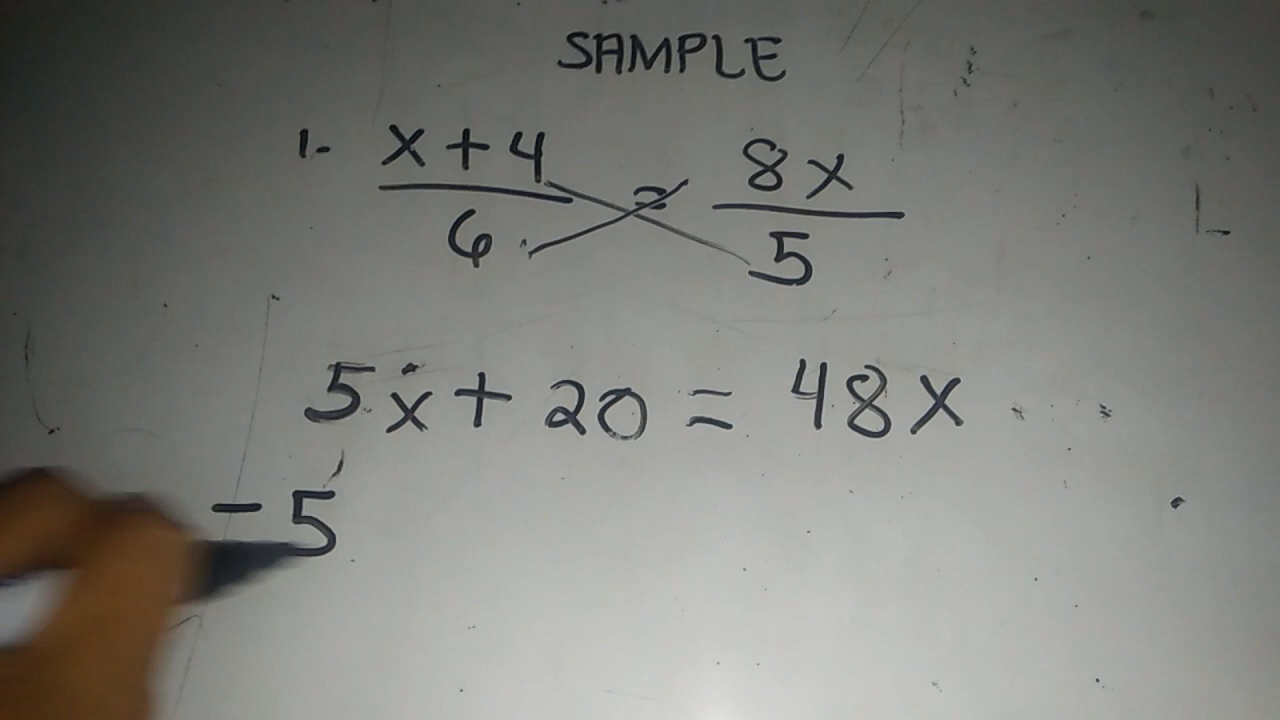 SAMPLE
1. x + 4 = 8x
6 5
5x + 20 = 48x
- 5